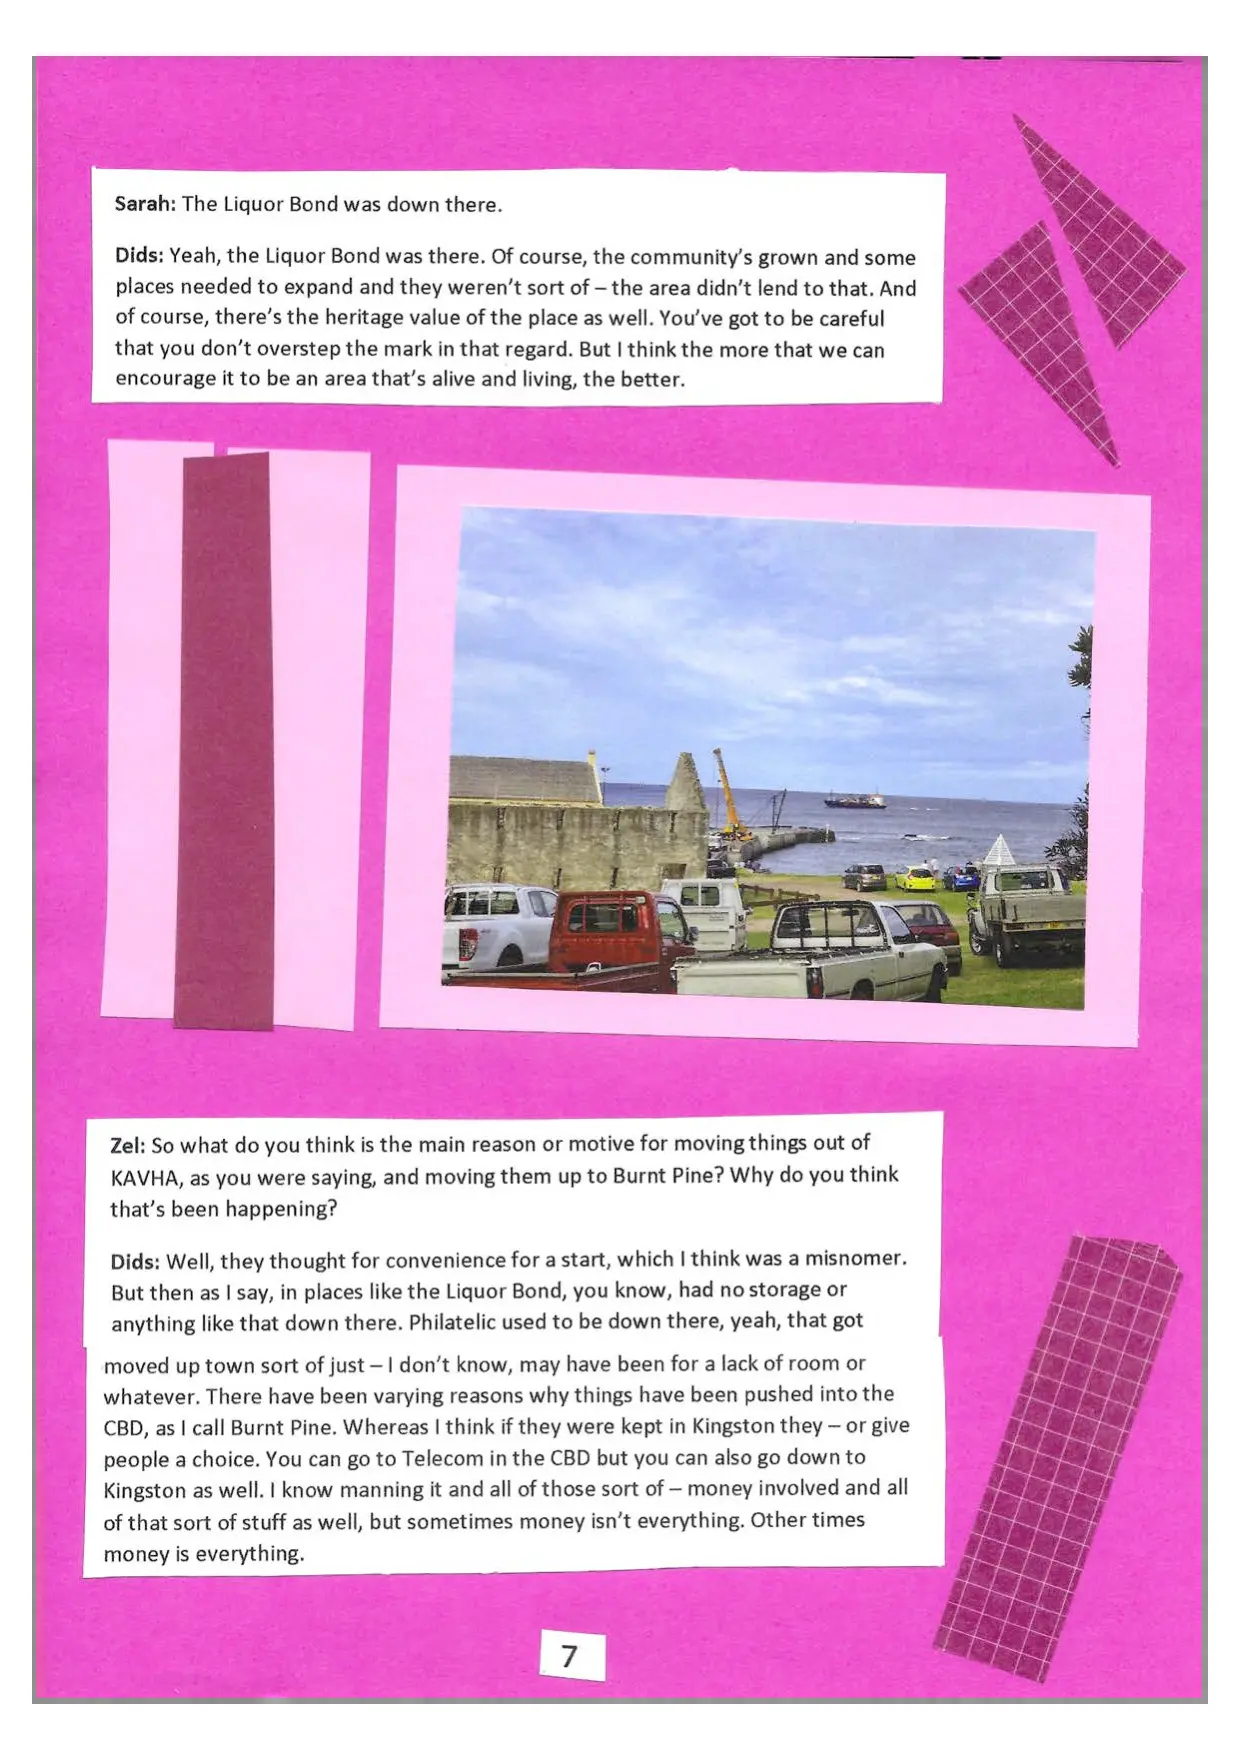 Sarah: The Liquor Bond was down there.
Dids: Yeah, the Liquor Bond was there. Of course, the community's grown and some
places needed to expand and they weren't sort of – the area didn't lend to that. And
of course, there's the heritage value of the place as well. You've got to be careful
that you don't overstep the mark in that regard. But I think the more that we can
encourage it to be an area that's alive and living, the better.
Zel: So what do you think is the main reason or motive for moving things out of
KAVHA, as you were saying, and moving them up to Burnt Pine? Why do you think
that's been happening?
Dids: Well, they thought for convenience for a start, which I think was a misnomer.
But then as I say, in places like the Liquor Bond, you know, had no storage or
anything like that down there. Philatelic used to be down there, yeah, that got
moved up town sort of just – I don't know, may have been for a lack of room or
whatever. There have been varying reasons why things have been pushed into the
CBD, as I call Burnt Pine. Whereas I think if they were kept in Kingston they – or give
people a choice. You can go to Telecom in the CBD but you can also go down to
Kingston as well. I know manning it and all of those sort of – money involved and all
of that sort of stuff as well, but sometimes money isn't everything. Other times
money is everything.
7